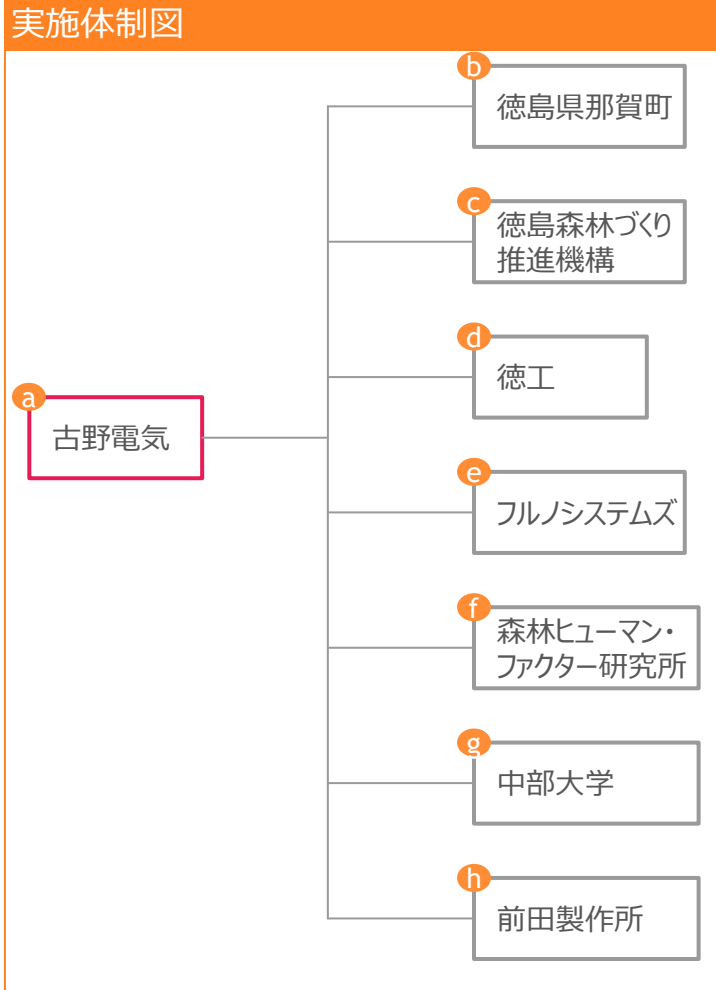 実施体制図
b
徳島県那賀町
c
徳島森林づくり
推進機構
d
徳工
a
古野電気
e
フルノシステムズ
f
森林ヒューマン・
ファクター研究所
g
中部大学
h
前田製作所